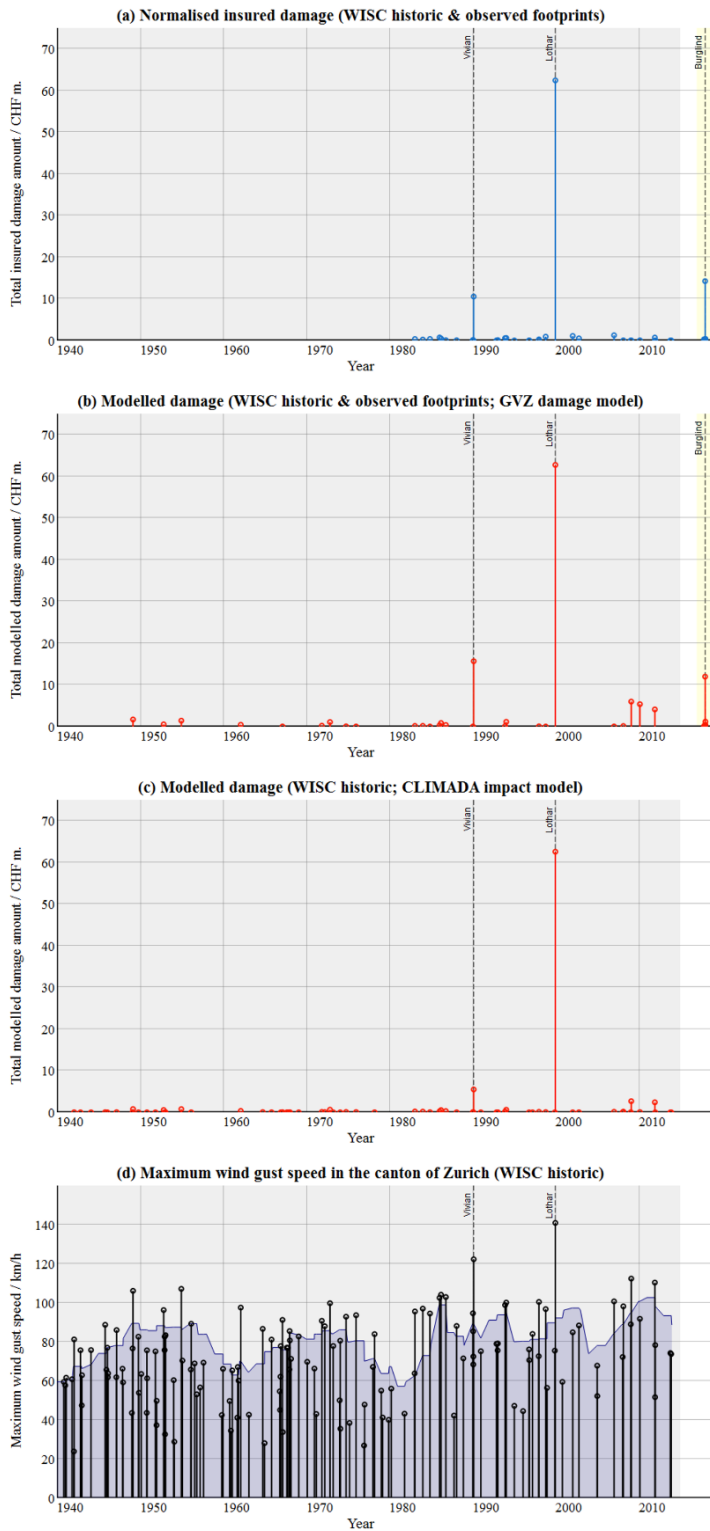 (a) Normalised insured damage (WISC historic & observed footprints)
Total insured damage amount / CHF m.
70
60
50
40
30
20
10
0
Vivian
Lothar
Burglind
1940 1950 1960 1970 1980 1990 2000 2010
Year
(b) Modelled damage (WISC historic & observed footprints; GVZ damage model)
Total modelled damage amount / CHF m.
70
60
50
40
30
20
10
0
Vivian
Lothar
Burglind
1940 1950 1960 1970 1980 1990 2000 2010
Year
(c) Modelled damage (WISC historic; CLIMADA impact model)
Total modelled damage amount / CHF m.
70
60
50
40
30
20
10
0
Vivian
Lothar
1940 1950 1960 1970 1980 1990 2000 2010
Year
(d) Maximum wind gust speed in the canton of Zurich (WISC historic)
Maximum wind gust speed / km/h
140
120
100
80
60
40
20
0
Vivian
Lothar
1940 1950 1960 1970 1980 1990 2000 2010
Year